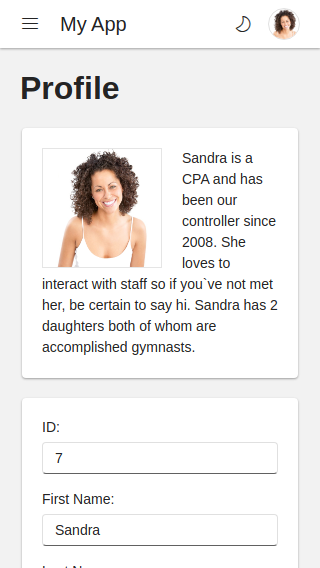 My App
Profile
Sandra is a
CPA and has
been our
controller since
2008. She
loves to
interact with staff so if you`ve not met
her, be certain to say hi. Sandra has 2
daughters both of whom are
accomplished gymnasts.
ID:
7
First Name:
Sandra